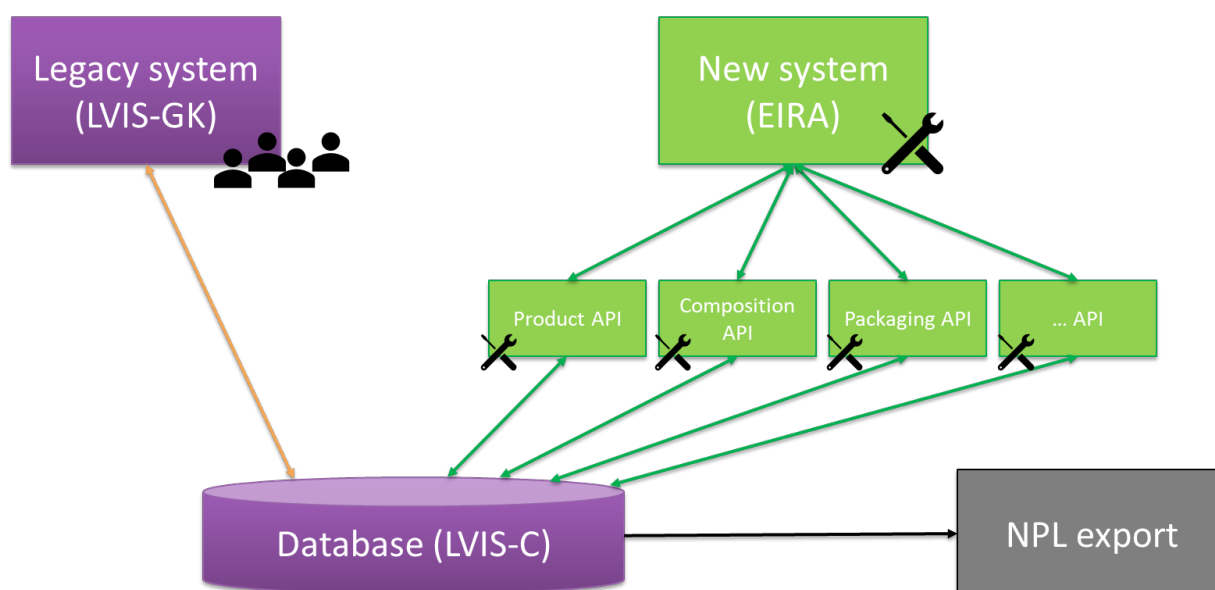 Legacy system
(LVIS-GK)
New system
(EIRA)
Product API
Composition
API
Packaging API
... API
Database (LVIS-C)
NPL export